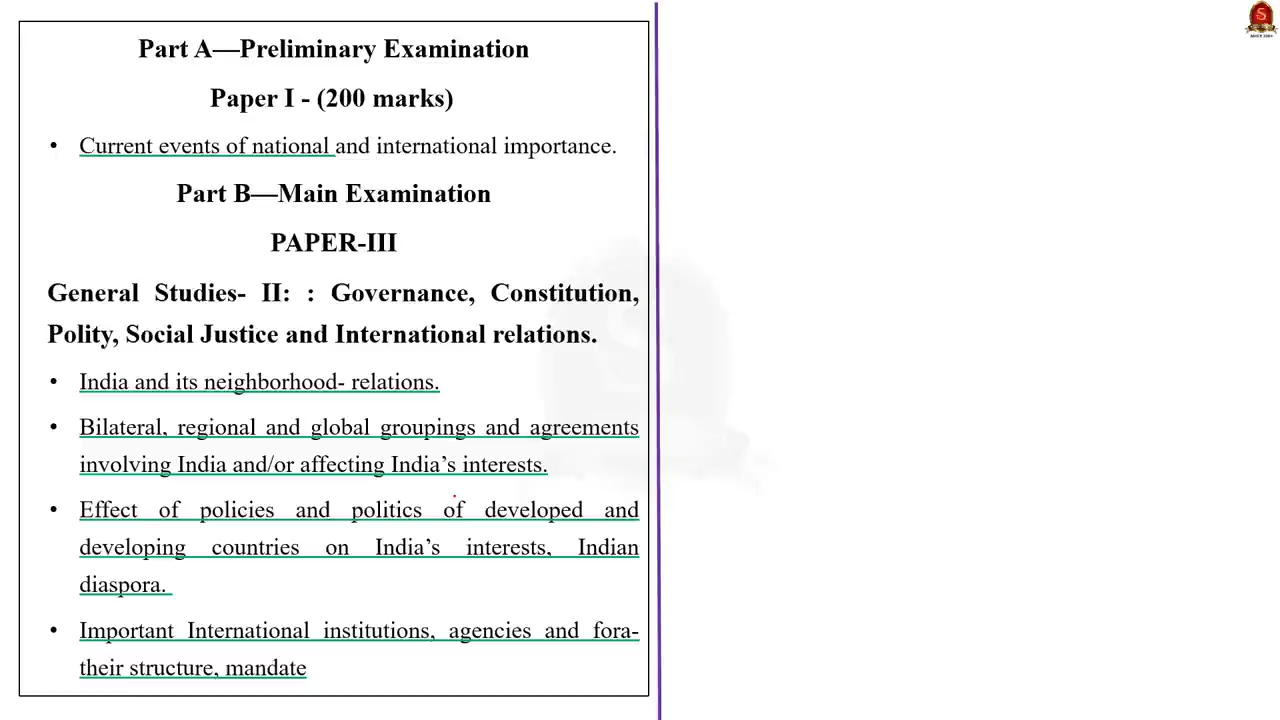 Part A—Preliminary Examination
Paper I - (200 marks)
• Current events of national and international importance.
Part B—Main Examination
PAPER-III
General Studies- II: : Governance, Constitution,
Polity, Social Justice and International relations.
• India and its neighborhood- relations.
• Bilateral, regional and global groupings and agreements
involving India and/or affecting India’s interests.
• Effect of policies and politics of developed and
developing countries on India’s interests, Indian
diaspora.
• Important International institutions, agencies and fora-
their structure, mandate